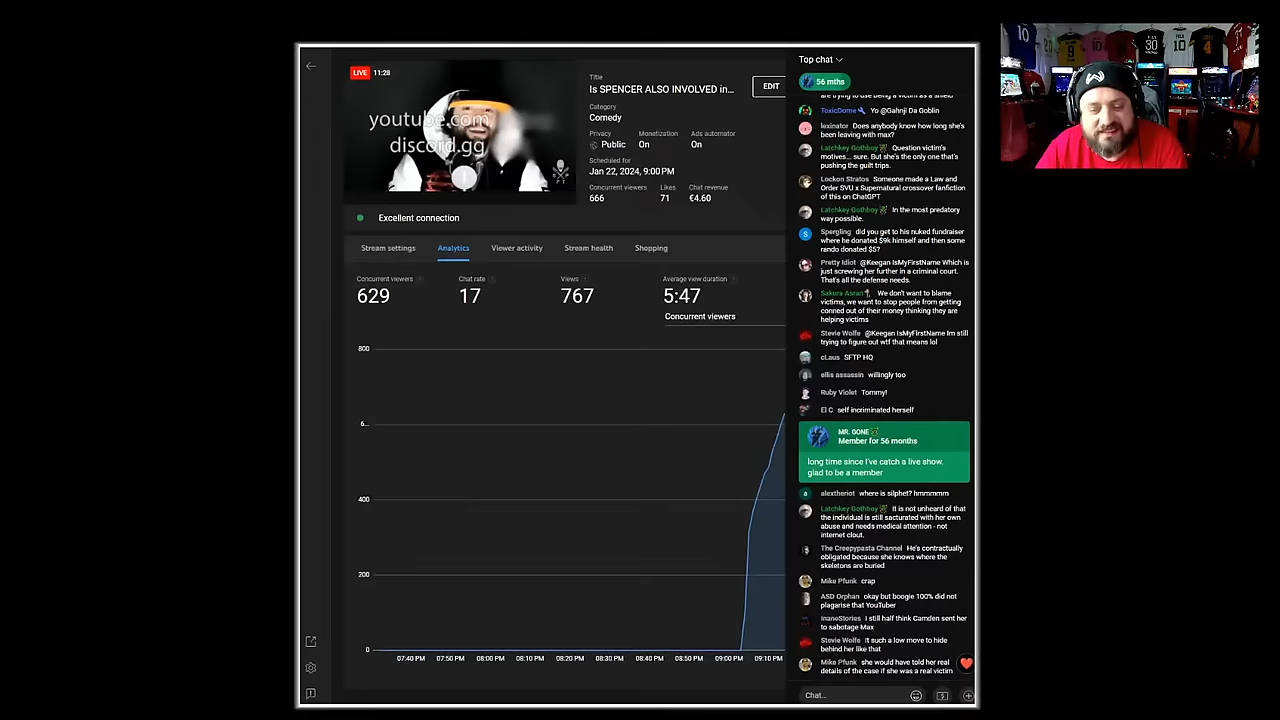 LIVE 11:28
youtube.com
discord.gg
Title
Is SPENCER ALSO INVOLVED in...
EDIT
Category
Comedy
Privacy Monetization Ads automator
Public On On
Scheduled for
Jan 22, 2024, 9:00 PM
Concurrent viewers Likes Chat revenue
666 71 €4.60
Excellent connection
Stream settings Analytics Viewer activity Stream health Shopping
Concurrent viewers Chat rate Views Average view duration
629 17 767 5:47
Concurrent viewers
800
6...
400
200
0
07:40 PM 07:50 PM 08:00 PM 08:10 PM 08:20 PM 08:30 PM 08:40 PM 08:50 PM 09:00 PM 09:10 PM
Top chat
56 mths
are trying to use being a victim as a shield
ToxicDome Yo @Gahnji Da Goblin
lexinator Does anybody know how long she's
been leaving with max?
Latchkey Gothboy Question victim's
motives... sure. But she's the only one that's
pushing the guilt trips.
Lockon Stratos Someone made a Law and
Order SVU x Supernatural crossover fanfiction
of this on ChatGPT
Latchkey Gothboy In the most predatory
way possible.
Spergling did you get to his nuked fundraiser
where he donated $9k himself and then some
rando donated $5?
Pretty Idiot @Keegan IsMyFirstName Which is
just screwing her further in a criminal court.
That's all the defense needs.
Sakura Asran We don't want to blame
victims, we want to stop people from getting
conned out of their money thinking they are
helping victims
Stevie Wolfe @Keegan IsMyFirstName Im still
trying to figure out wtf that means lol
cLaus SFTP HQ
ellis assassin willingly too
Ruby Violet Tommy!
El C self incriminated herself
MR. GONE
Member for 56 months
long time since I've catch a live show.
glad to be a member
alextheriot where is silphet? hmmmmm
Latchkey Gothboy It is not unheard of that
the individual is still sacturated with her own
abuse and needs medical attention - not
internet clout.
The Creepypasta Channel He's contractually
obligated because she knows where the
skeletons are buried
Mike Pfunk crap
ASD Orphan okay but boogie 100% did not
plagarise that YouTuber
InaneStories I still half think Camden sent her
to sabotage Max
Stevie Wolfe It such a low move to hide
behind her like that
Mike Pfunk she would have told her real
details of the case if she was a real victim
Chat...
10
9
10
30
10
4